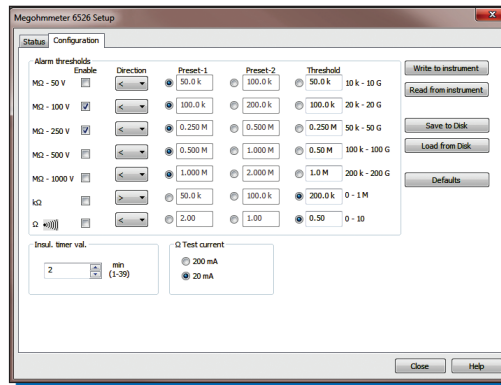 Megohmmeter 6526 Setup
x
Status Configuration
Alarm thresholds
Enable Direction Preset-1 Preset-2 Threshold
MΩ - 50 V < 50.0 k 100.0 k 50.0 k 10 k - 10 G
MΩ - 100 V < 100.0 k 200.0 k 100.0 k 20 k - 20 G
MΩ - 250 V < 0.250 M 0.500 M 0.250 M 50 k - 50 G
MΩ - 500 V < 0.500 M 1.000 M 0.50 M 100 k - 100 G
MΩ - 1000 V < 1.000 M 2.000 M 1.0 M 200 k - 200 G
kΩ > 50.0 k 100.0 k 200.0 k 0 - 1 M
Ω < 2.00 1.00 0.50 0 - 10
Write to instrument
Read from instrument
Save to Disk
Load from Disk
Defaults
Insul. timer val.
2 min
(1-39)
Ω Test current
200 mA
20 mA
Close Help